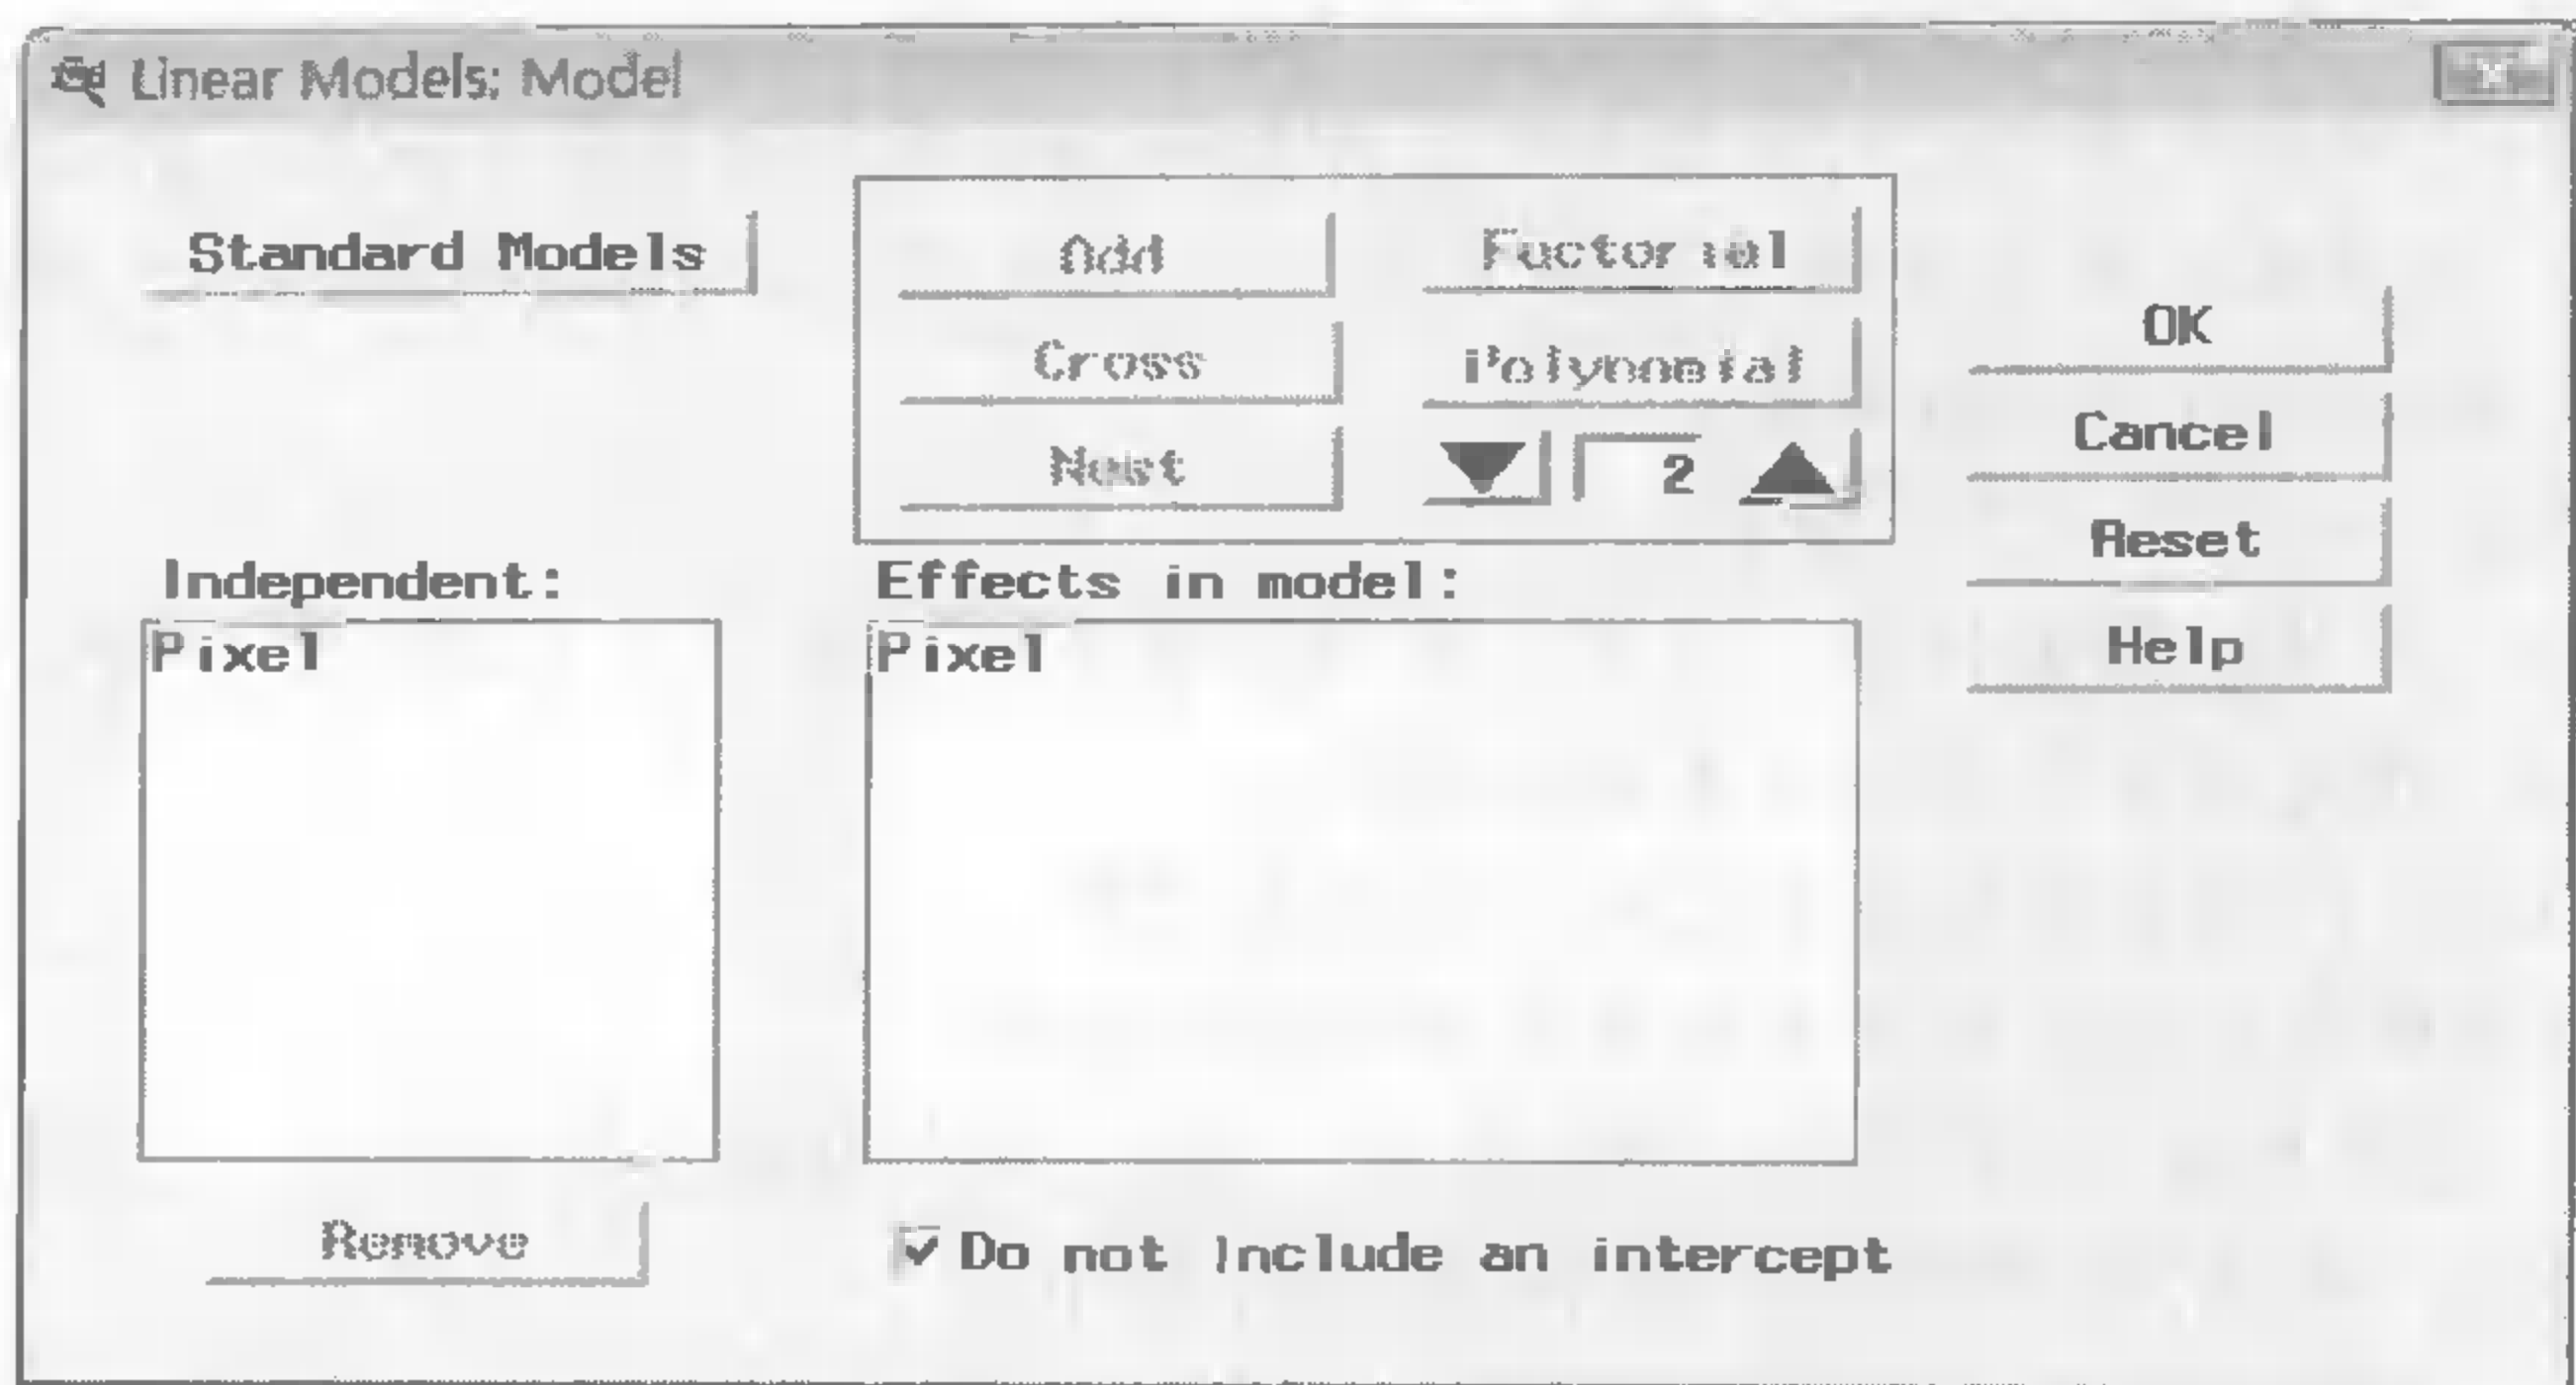 Linear Models: Model
Standard Models
Add
Factorial
Cross
Polynomial
Nest
2
OK
Cancel
Reset
Help
Independent:
Pixel
Effects in model:
Pixel
Remove
Do not include an intercept